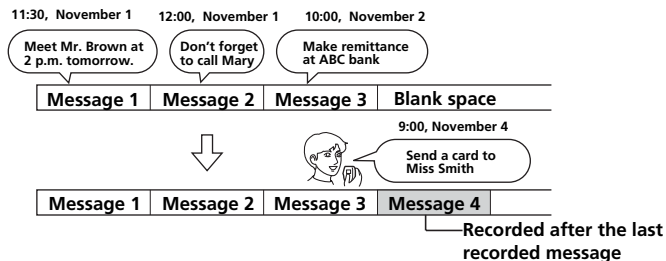 11:30, November 1
12:00, November 1
10:00, November 2
Meet Mr. Brown at
2 p.m. tomorrow.
Don't forget
to call Mary
Make remittance
at ABC bank
Message 1
Message 2
Message 3
Blank space
9:00, November 4
Send a card to
Miss Smith
Message 1
Message 2
Message 3
Message 4
Recorded after the last
recorded message